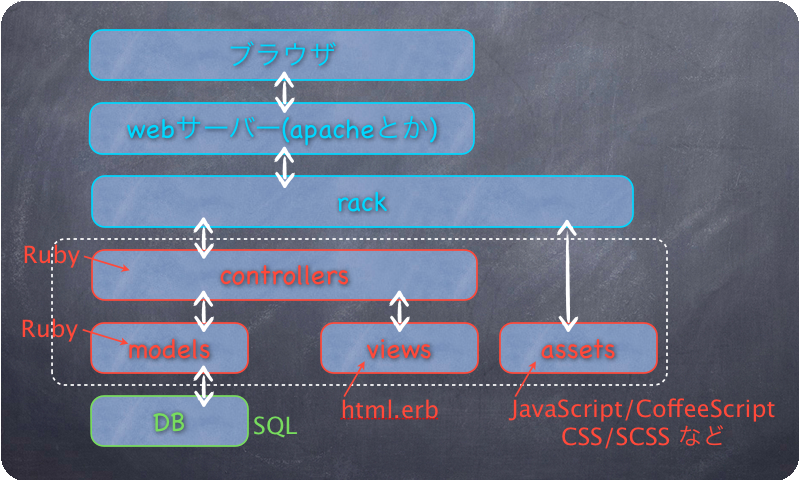 ブラウザ
webサーバー(apacheとか)
rack
Ruby
controllers
Ruby
models
views
assets
DB
SQL
html.erb
JavaScript/CoffeeScript
CSS/SCSS など